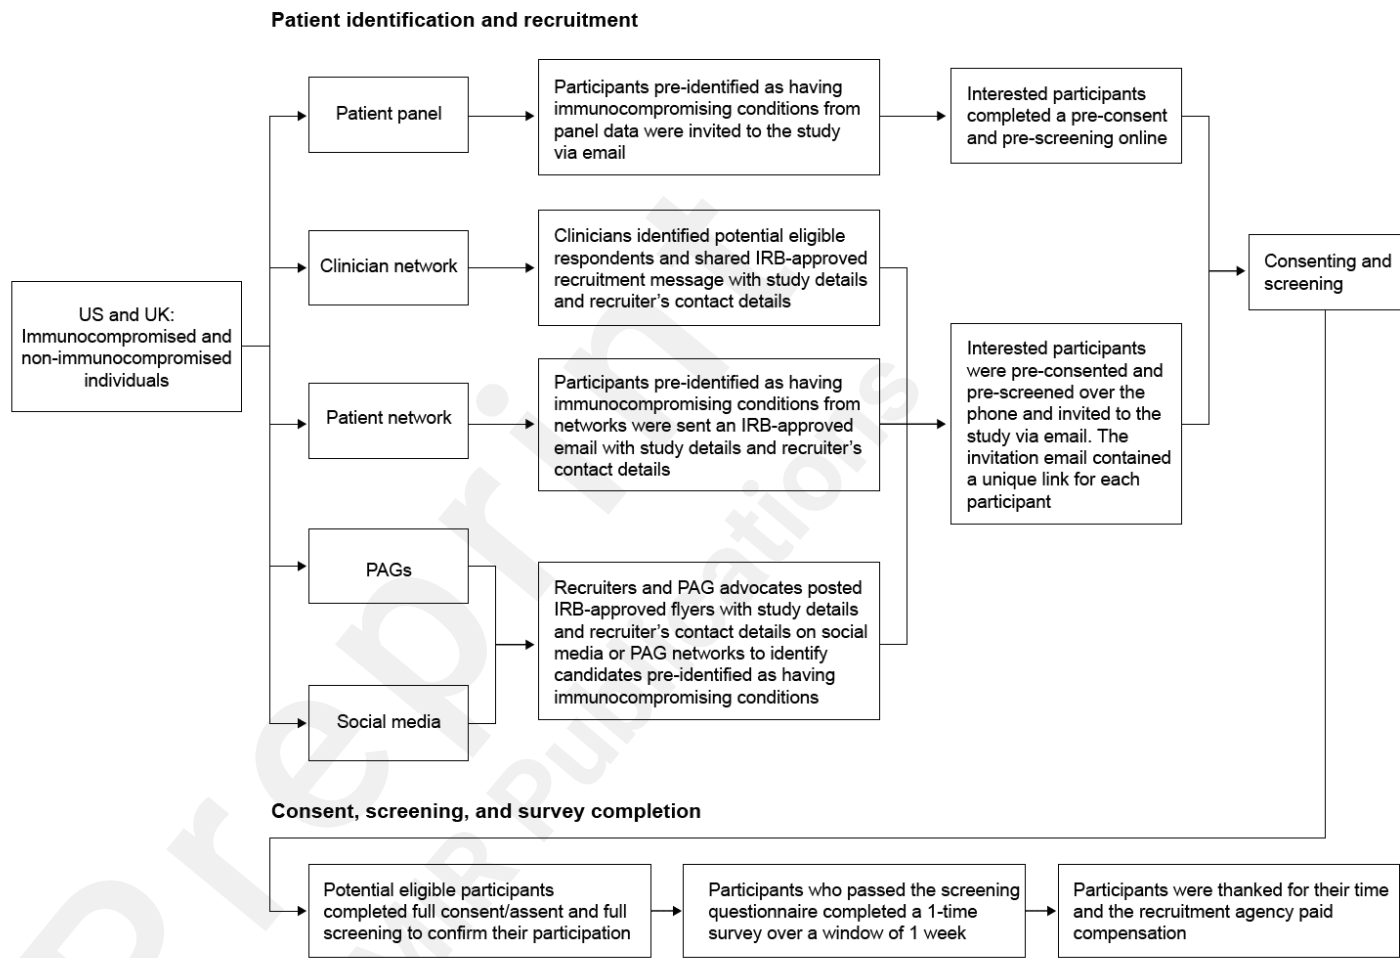 Patient identification and recruitment
Patient panel
Participants pre-identified as having
immunocompromising conditions from
panel data were invited to the study
via email
Interested participants
completed a pre-consent
and pre-screening online
Clinician network
Clinicians identified potential eligible
respondents and shared IRB-approved
recruitment message with study details
and recruiter’s contact details
Consenting and
screening
US and UK:
Immunocompromised and
non-immunocompromised
individuals
Patient network
Participants pre-identified as having
immunocompromising conditions from
networks were sent an IRB-approved
email with study details and recruiter’s
contact details
Interested participants
were pre-consented and
pre-screened over the
phone and invited to the
study via email. The
invitation email contained
a unique link for each
participant
PAGs
Social media
Recruiters and PAG advocates posted
IRB-approved flyers with study details
and recruiter’s contact details on social
media or PAG networks to identify
candidates pre-identified as having
immunocompromising conditions
Consent, screening, and survey completion
Potential eligible participants
completed full consent/assent and full
screening to confirm their participation
Participants who passed the screening
questionnaire completed a 1-time
survey over a window of 1 week
Participants were thanked for their time
and the recruitment agency paid
compensation
Preprint
JMIR Publications